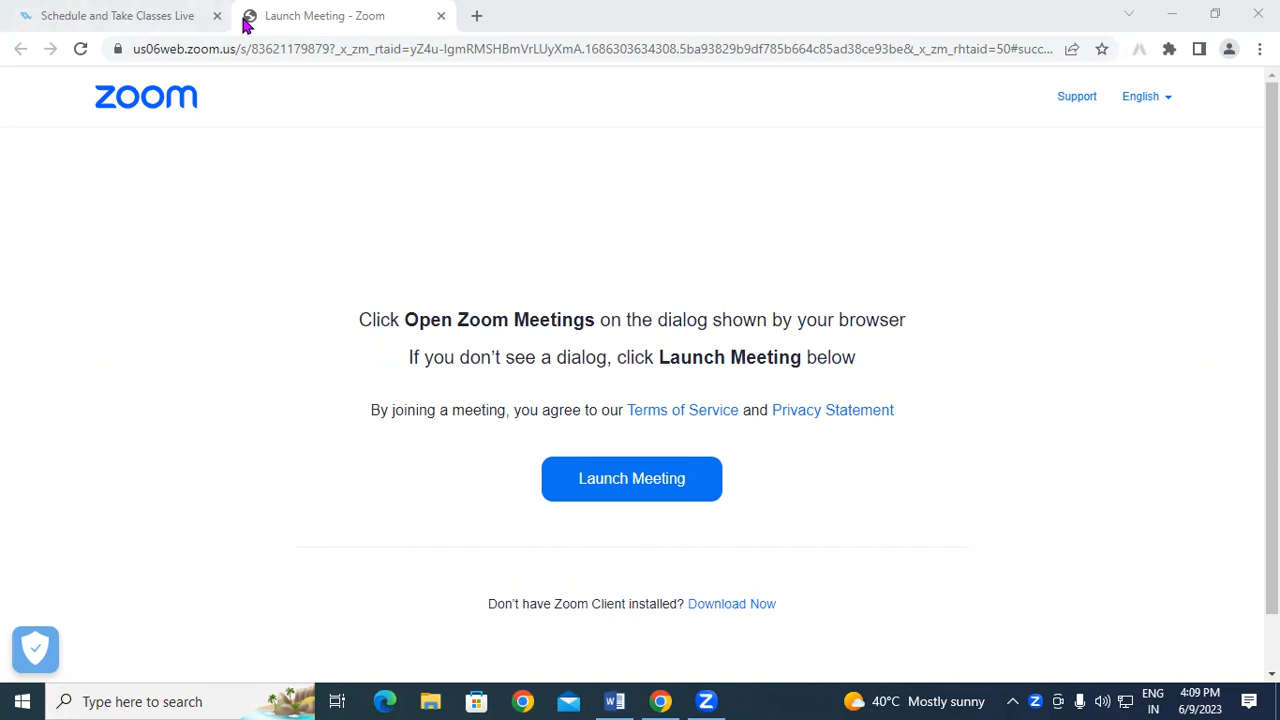 Schedule and Take Classes Live
Launch Meeting - Zoom
us06web.zoom.us/s/83621179879?_x_zm_rtaid=yZ4u-IgmRMSHBmVrLUyXmA.1686303634308.5ba93829b9df785b664c85ad38ce93be&_x_zm_rhtaid=50#succ...
zoom
Support English
Click Open Zoom Meetings on the dialog shown by your browser
If you don't see a dialog, click Launch Meeting below
By joining a meeting, you agree to our Terms of Service and Privacy Statement
Launch Meeting
Don't have Zoom Client installed? Download Now
Type here to search
40°C Mostly sunny
ENG
IN
4:09 PM
6/9/2023